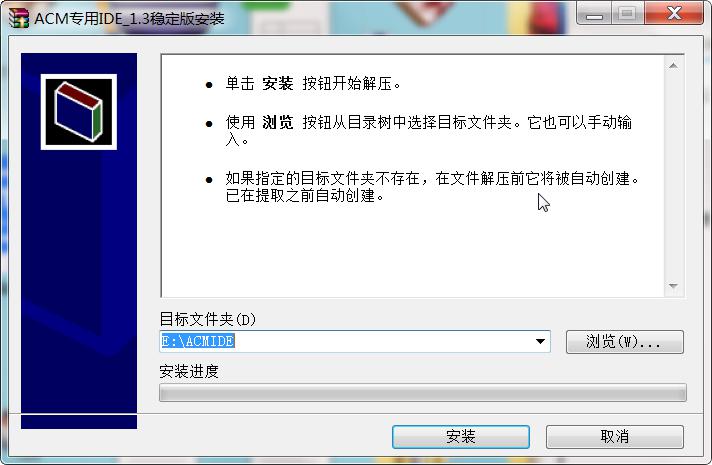 ACM专用IDE_1.3稳定版安装
● 单击 安装 按钮开始解压。
● 使用 浏览 按钮从目录树中选择目标文件夹。它也可以手动输
入。
● 如果指定的目标文件夹不存在，在文件解压前它将被自动创建。
已在提取之前自动创建。
目标文件夹(D)
E:\ACMIDE
浏览(W)...
安装进度
安装
取消